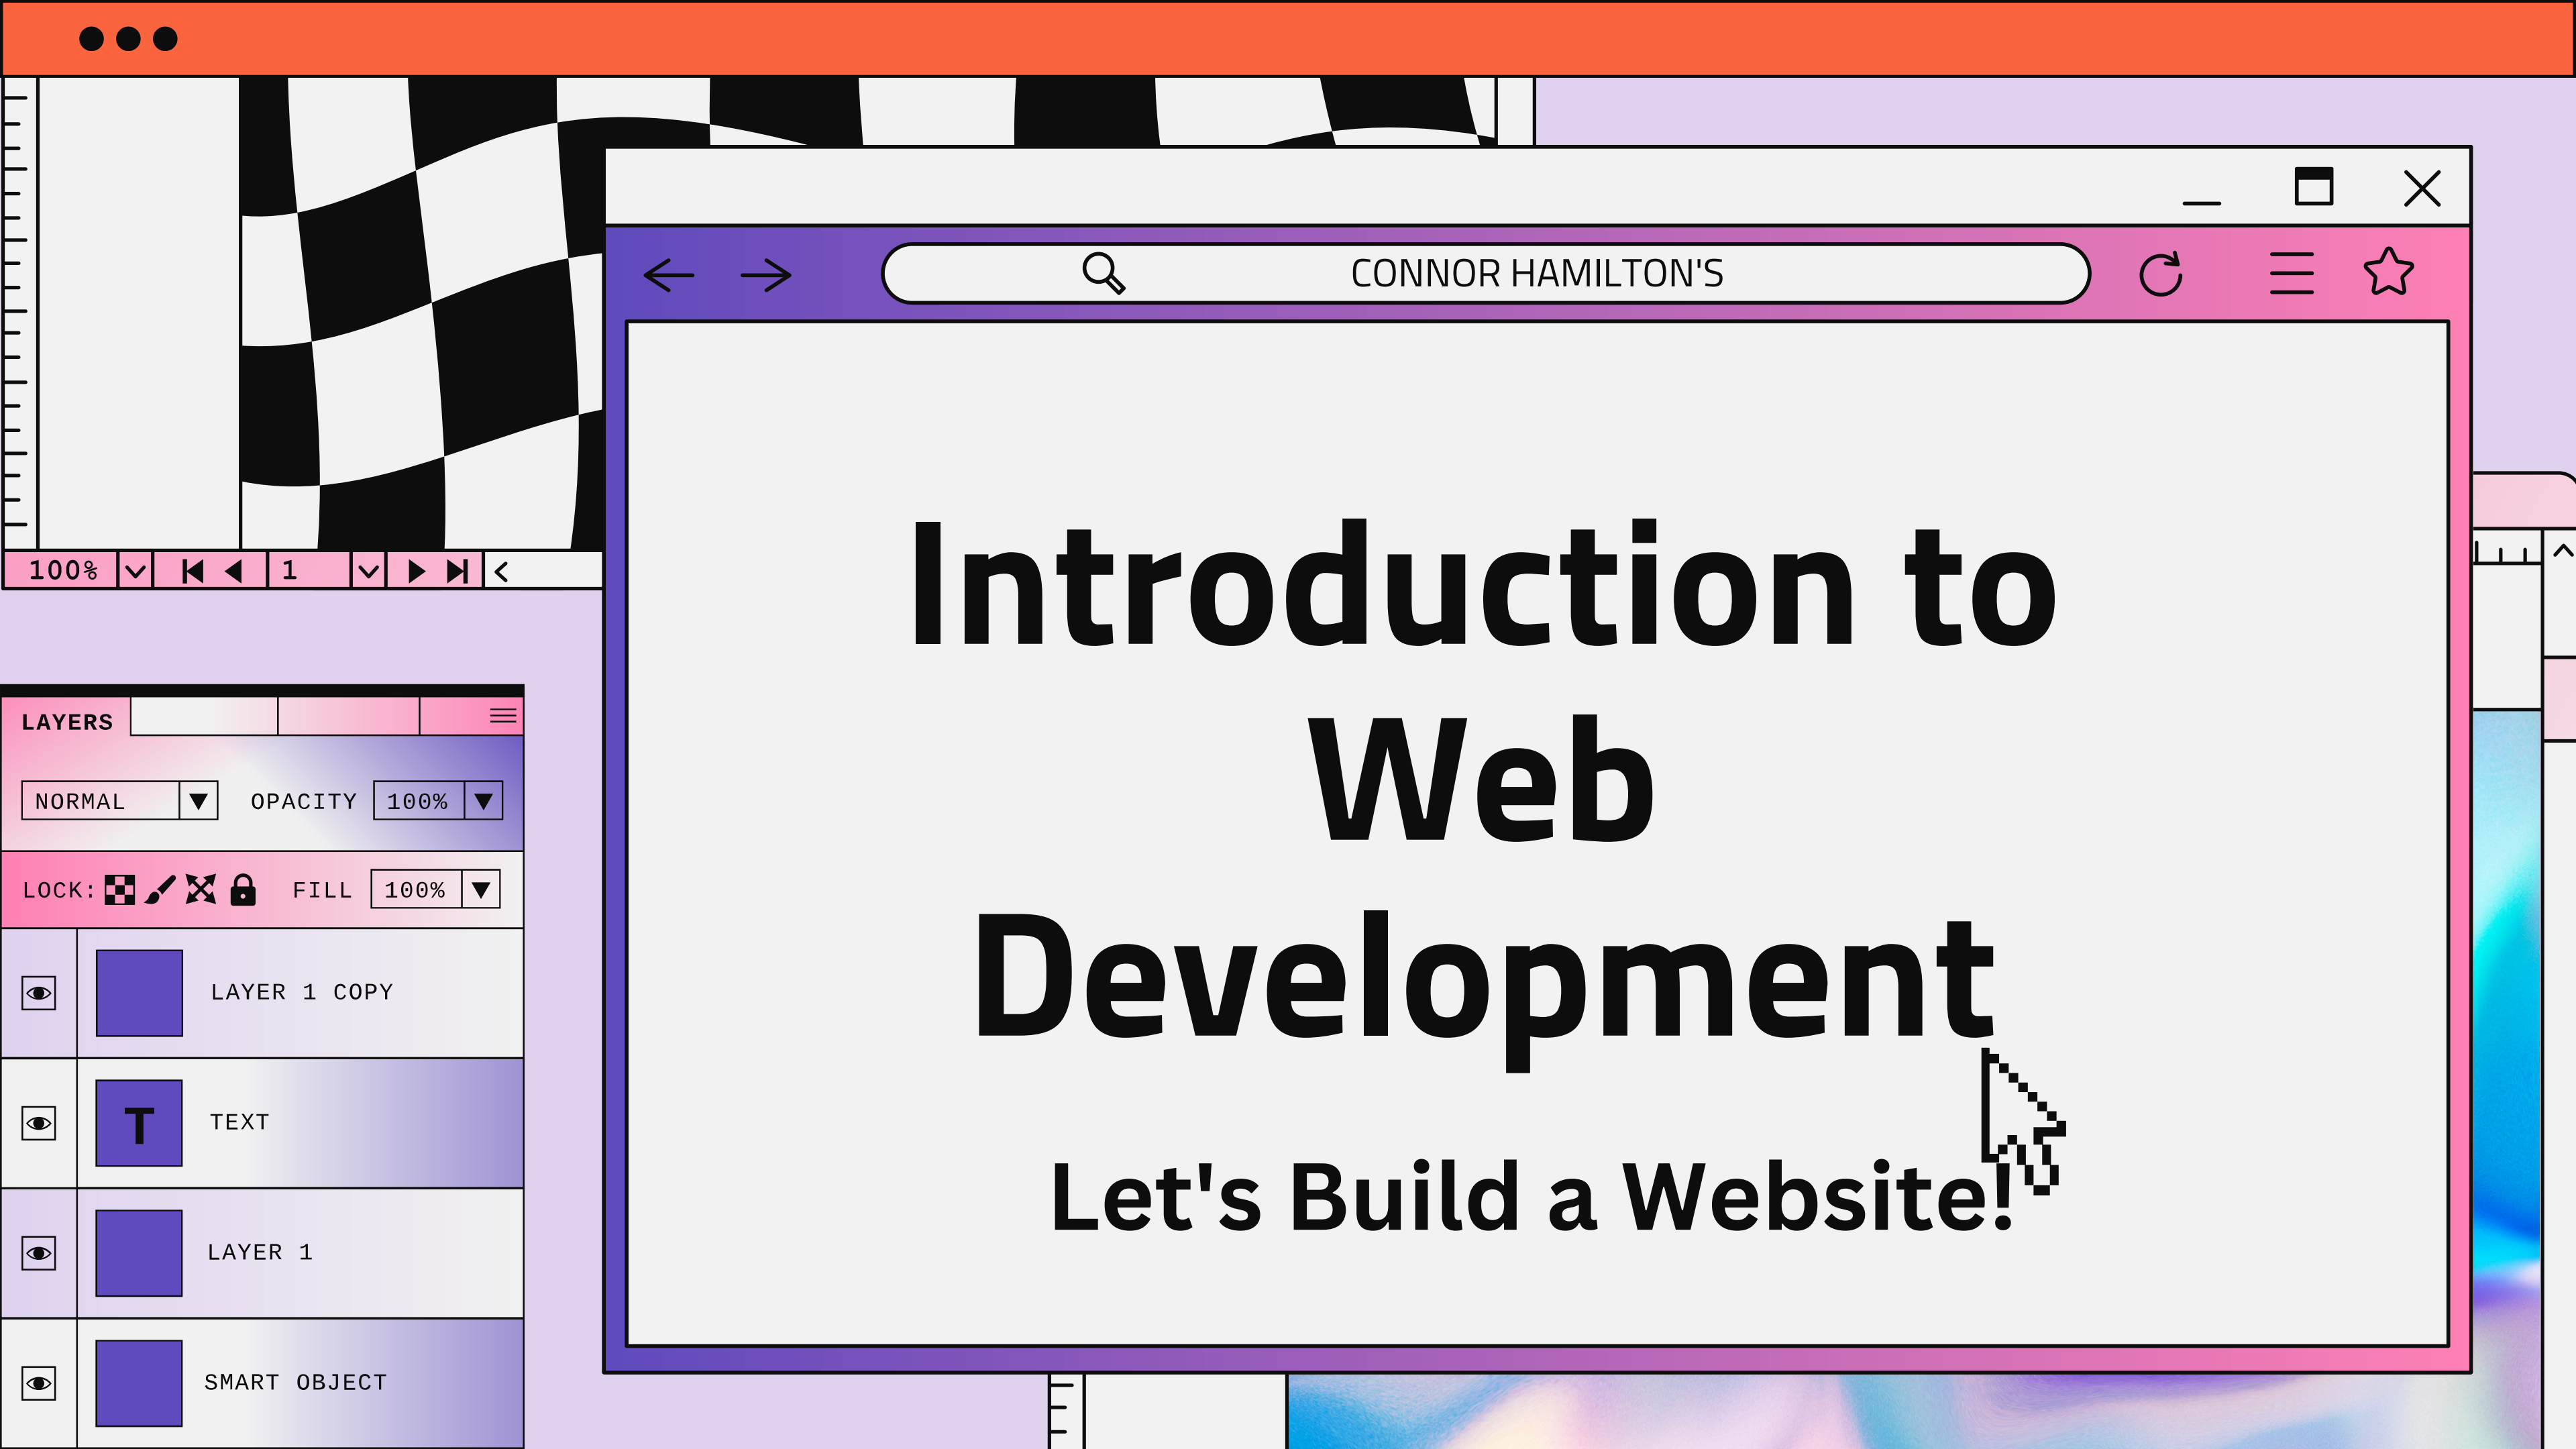 CONNOR HAMILTON'S
Introduction to
Web
Development
Let's Build a Website!
100%
1
LAYERS
NORMAL OPACITY 100%
LOCK: FILL 100%
LAYER 1 COPY
T TEXT
LAYER 1
SMART OBJECT